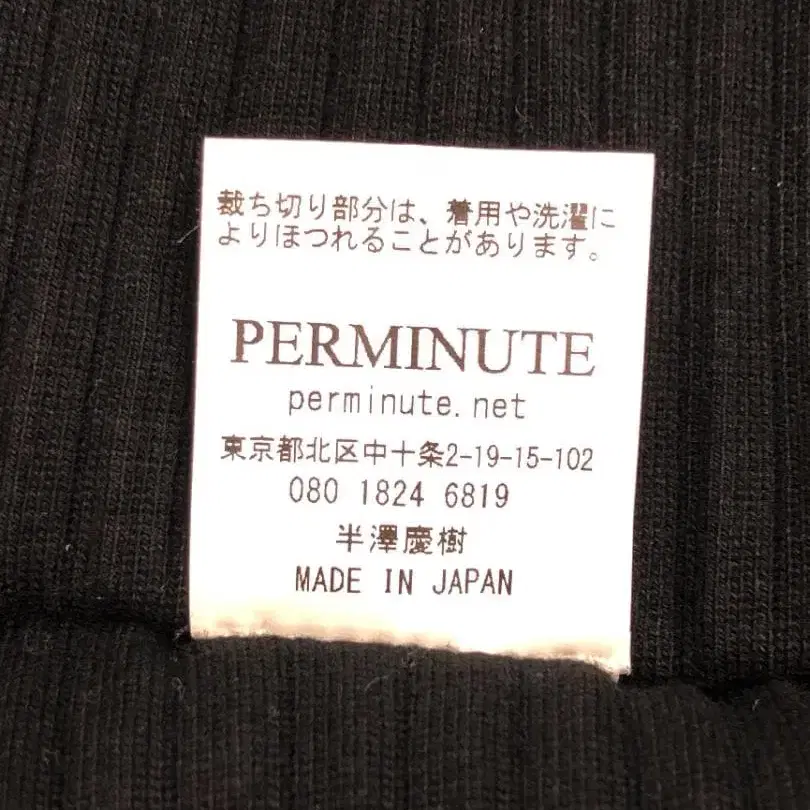 裁ち切り部分は、着用や洗濯に
よりほつれることがあります。
PERMINUTE
perminute.net
東京都北区中十条2-19-15-102
080 1824 6819
半澤慶樹
MADE IN JAPAN